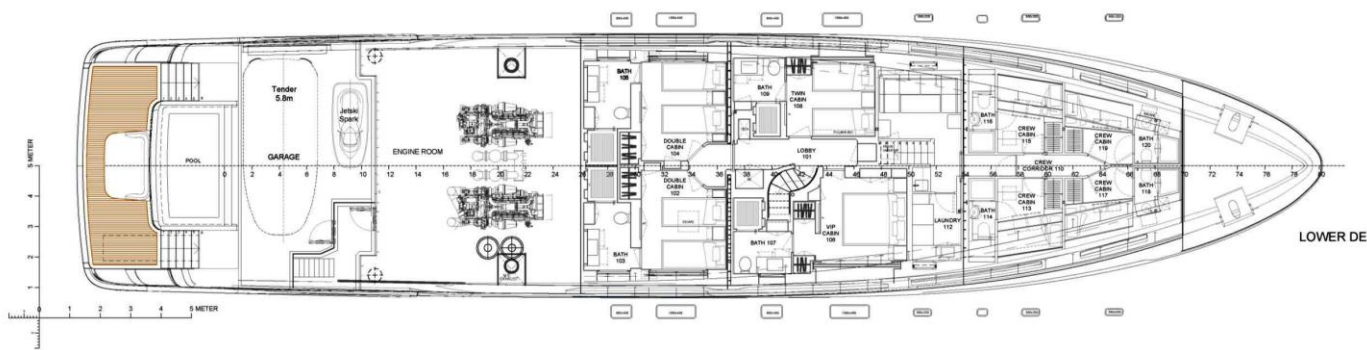 Tender
5.8m
Jetski
Spark
POOL
GARAGE
ENGINE ROOM
BATH
BATH
103
DOUBLE
CABIN
104
DOUBLE
CABIN
102
BATH
109
TWIN
CABIN
108
LOBBY
101
BATH 107
VIP
CABIN
106
LAUNDRY
112
BATH
116
CREW
CABIN
115
CREW
CABIN
119
BATH
120
CREW
CORRIDOR 110
BATH
114
CREW
CABIN
113
CREW
CABIN
117
BATH
118
0 4 6 8 10 12 14 16 18 20 22 24 26 28 30 32 34 36 38 40 42 44 46 48 50 52 54 56 58 60 62 64 66 68 70 72 74 76 78 80
LOWER DE
5 METER
4
3
2
1
0 1 2 3 4 5 METER
1